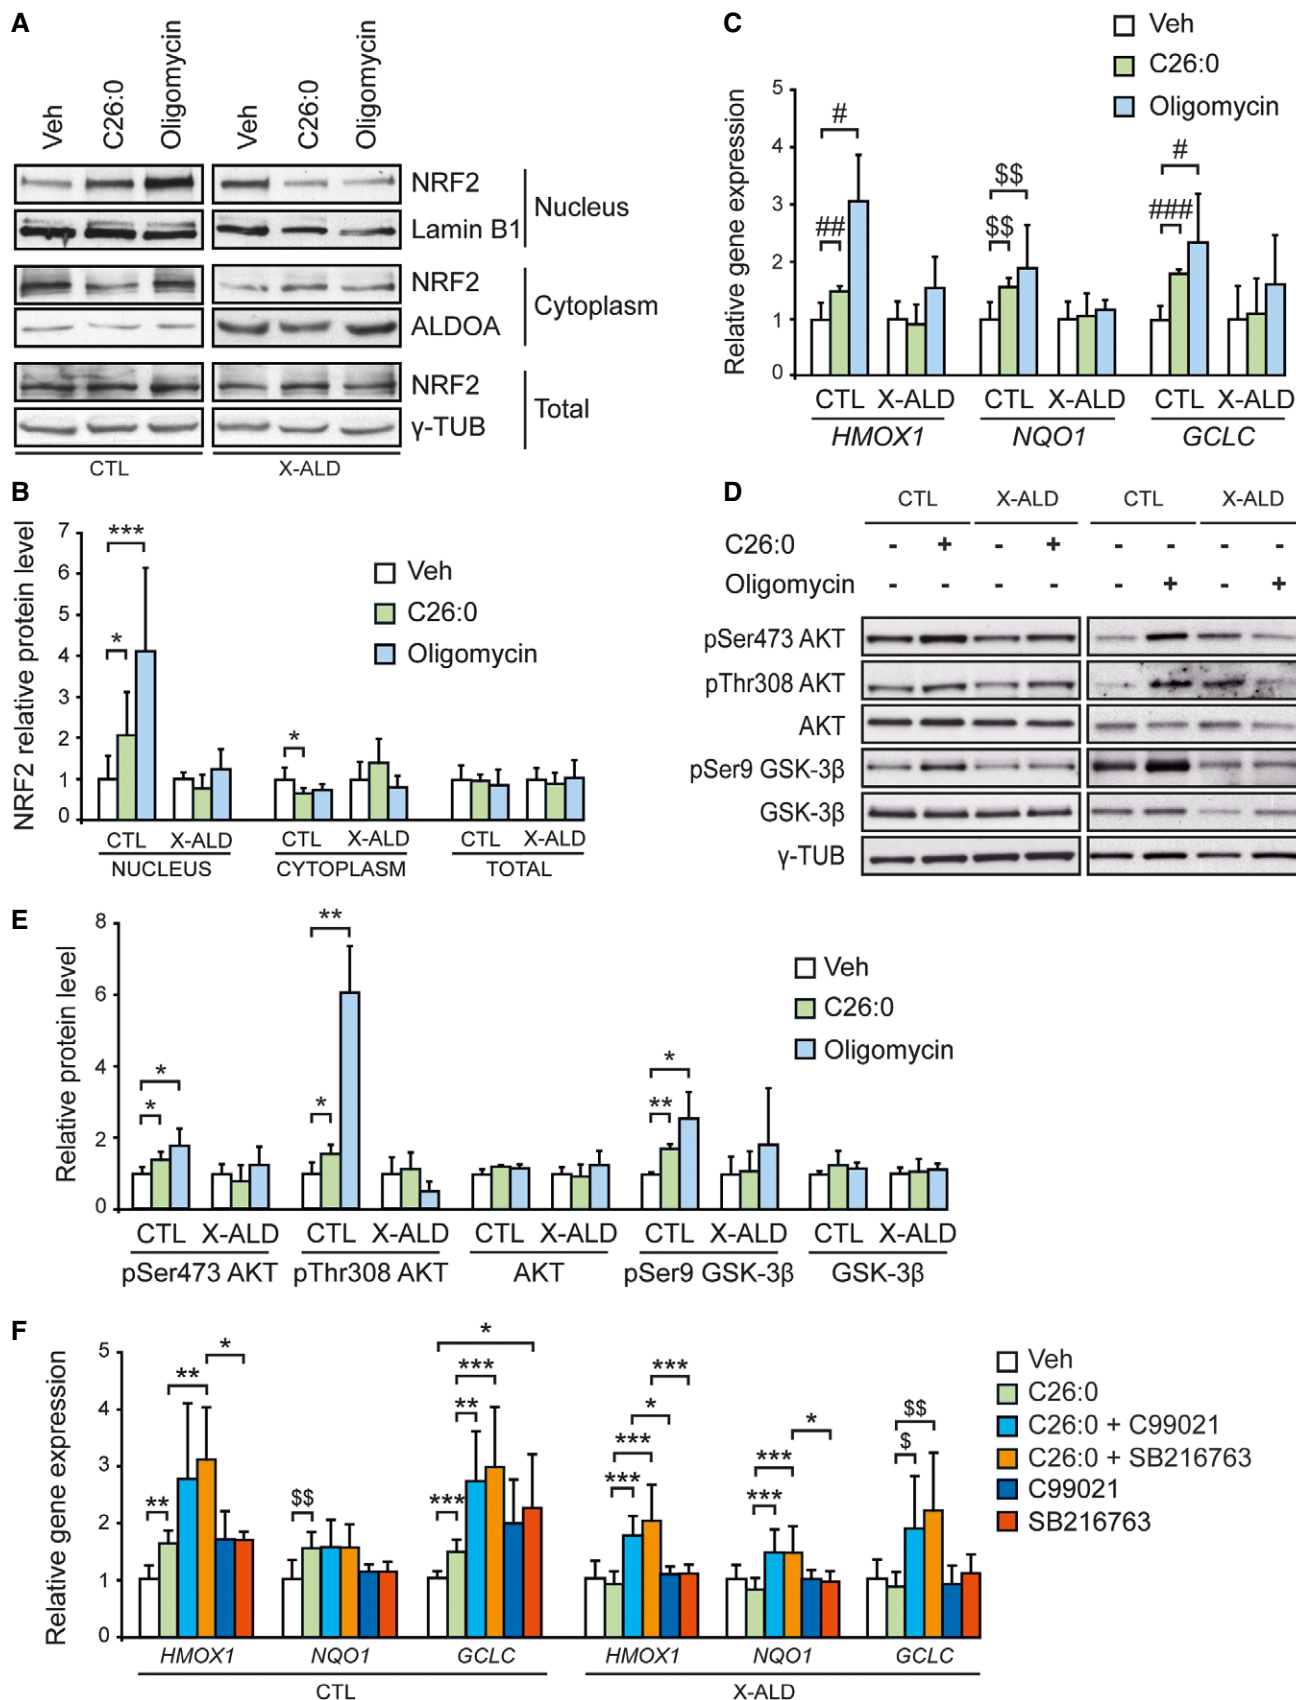 A
Veh
C26:0
Oligomycin
Veh
C26:0
Oligomycin
NRF2
Lamin B1
Nucleus
NRF2
ALDOA
Cytoplasm
NRF2
γ-TUB
Total
CTL
X-ALD
B
NRF2 relative protein level
7
6
5
4
3
2
1
0
***
*
*
Veh
C26:0
Oligomycin
CTL X-ALD CTL X-ALD CTL X-ALD
NUCLEUS CYTOPLASM TOTAL
C
Veh
C26:0
Oligomycin
Relative gene expression
5
4
3
2
1
0
#
##
$$
$$
#
###
CTL X-ALD CTL X-ALD CTL X-ALD
HMOX1 NQO1 GCLC
D
CTL X-ALD CTL X-ALD
C26:0 - + - + - - - -
Oligomycin - - - - - + - +
pSer473 AKT
pThr308 AKT
AKT
pSer9 GSK-3β
GSK-3β
γ-TUB
E
Relative protein level
8
6
4
2
0
*
*
**
*
*
**
Veh
C26:0
Oligomycin
CTL X-ALD CTL X-ALD CTL X-ALD CTL X-ALD CTL X-ALD
pSer473 AKT pThr308 AKT AKT pSer9 GSK-3β GSK-3β
F
Relative gene expression
5
4
3
2
1
0
*
**
**
$$
*
***
**
***
***
*
***
***
*
***
***
$$
$
Veh
C26:0
C26:0 + C99021
C26:0 + SB216763
C99021
SB216763
HMOX1 NQO1 GCLC HMOX1 NQO1 GCLC
CTL X-ALD